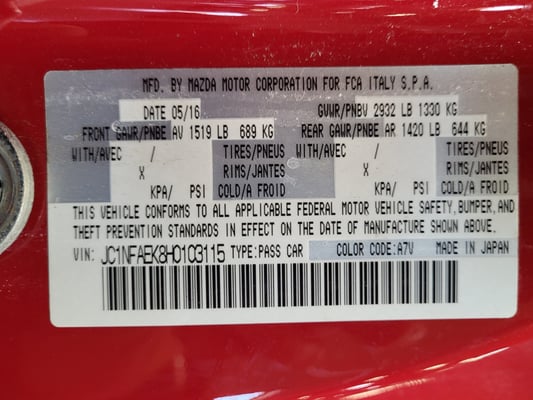 MFD. BY MAZDA MOTOR CORPORATION FOR FCA ITALY S.P.A.
DATE 05/16 GVWR/PNBV 2932 LB 1330 KG
FRONT GAWR/PNBE AV 1519 LB 689 KG REAR GAWR/PNBE AR 1420 LB 644 KG
WITH/AVEC / TIRES/PNEUS WITH/AVEC / TIRES/PNEUS
X RIMS/JANTES X RIMS/JANTES
KPA/ PSI COLD/A FROID KPA/ PSI COLD/A FROID
THIS VEHICLE CONFORMS TO ALL APPLICABLE FEDERAL MOTOR VEHICLE SAFETY, BUMPER, AND
THEFT PREVENTION STANDARDS IN EFFECT ON THE DATE OF MANUFACTURE SHOWN ABOVE.
VIN: JC1NFAEK8H0103115 TYPE: PASS CAR COLOR CODE: A7V MADE IN JAPAN